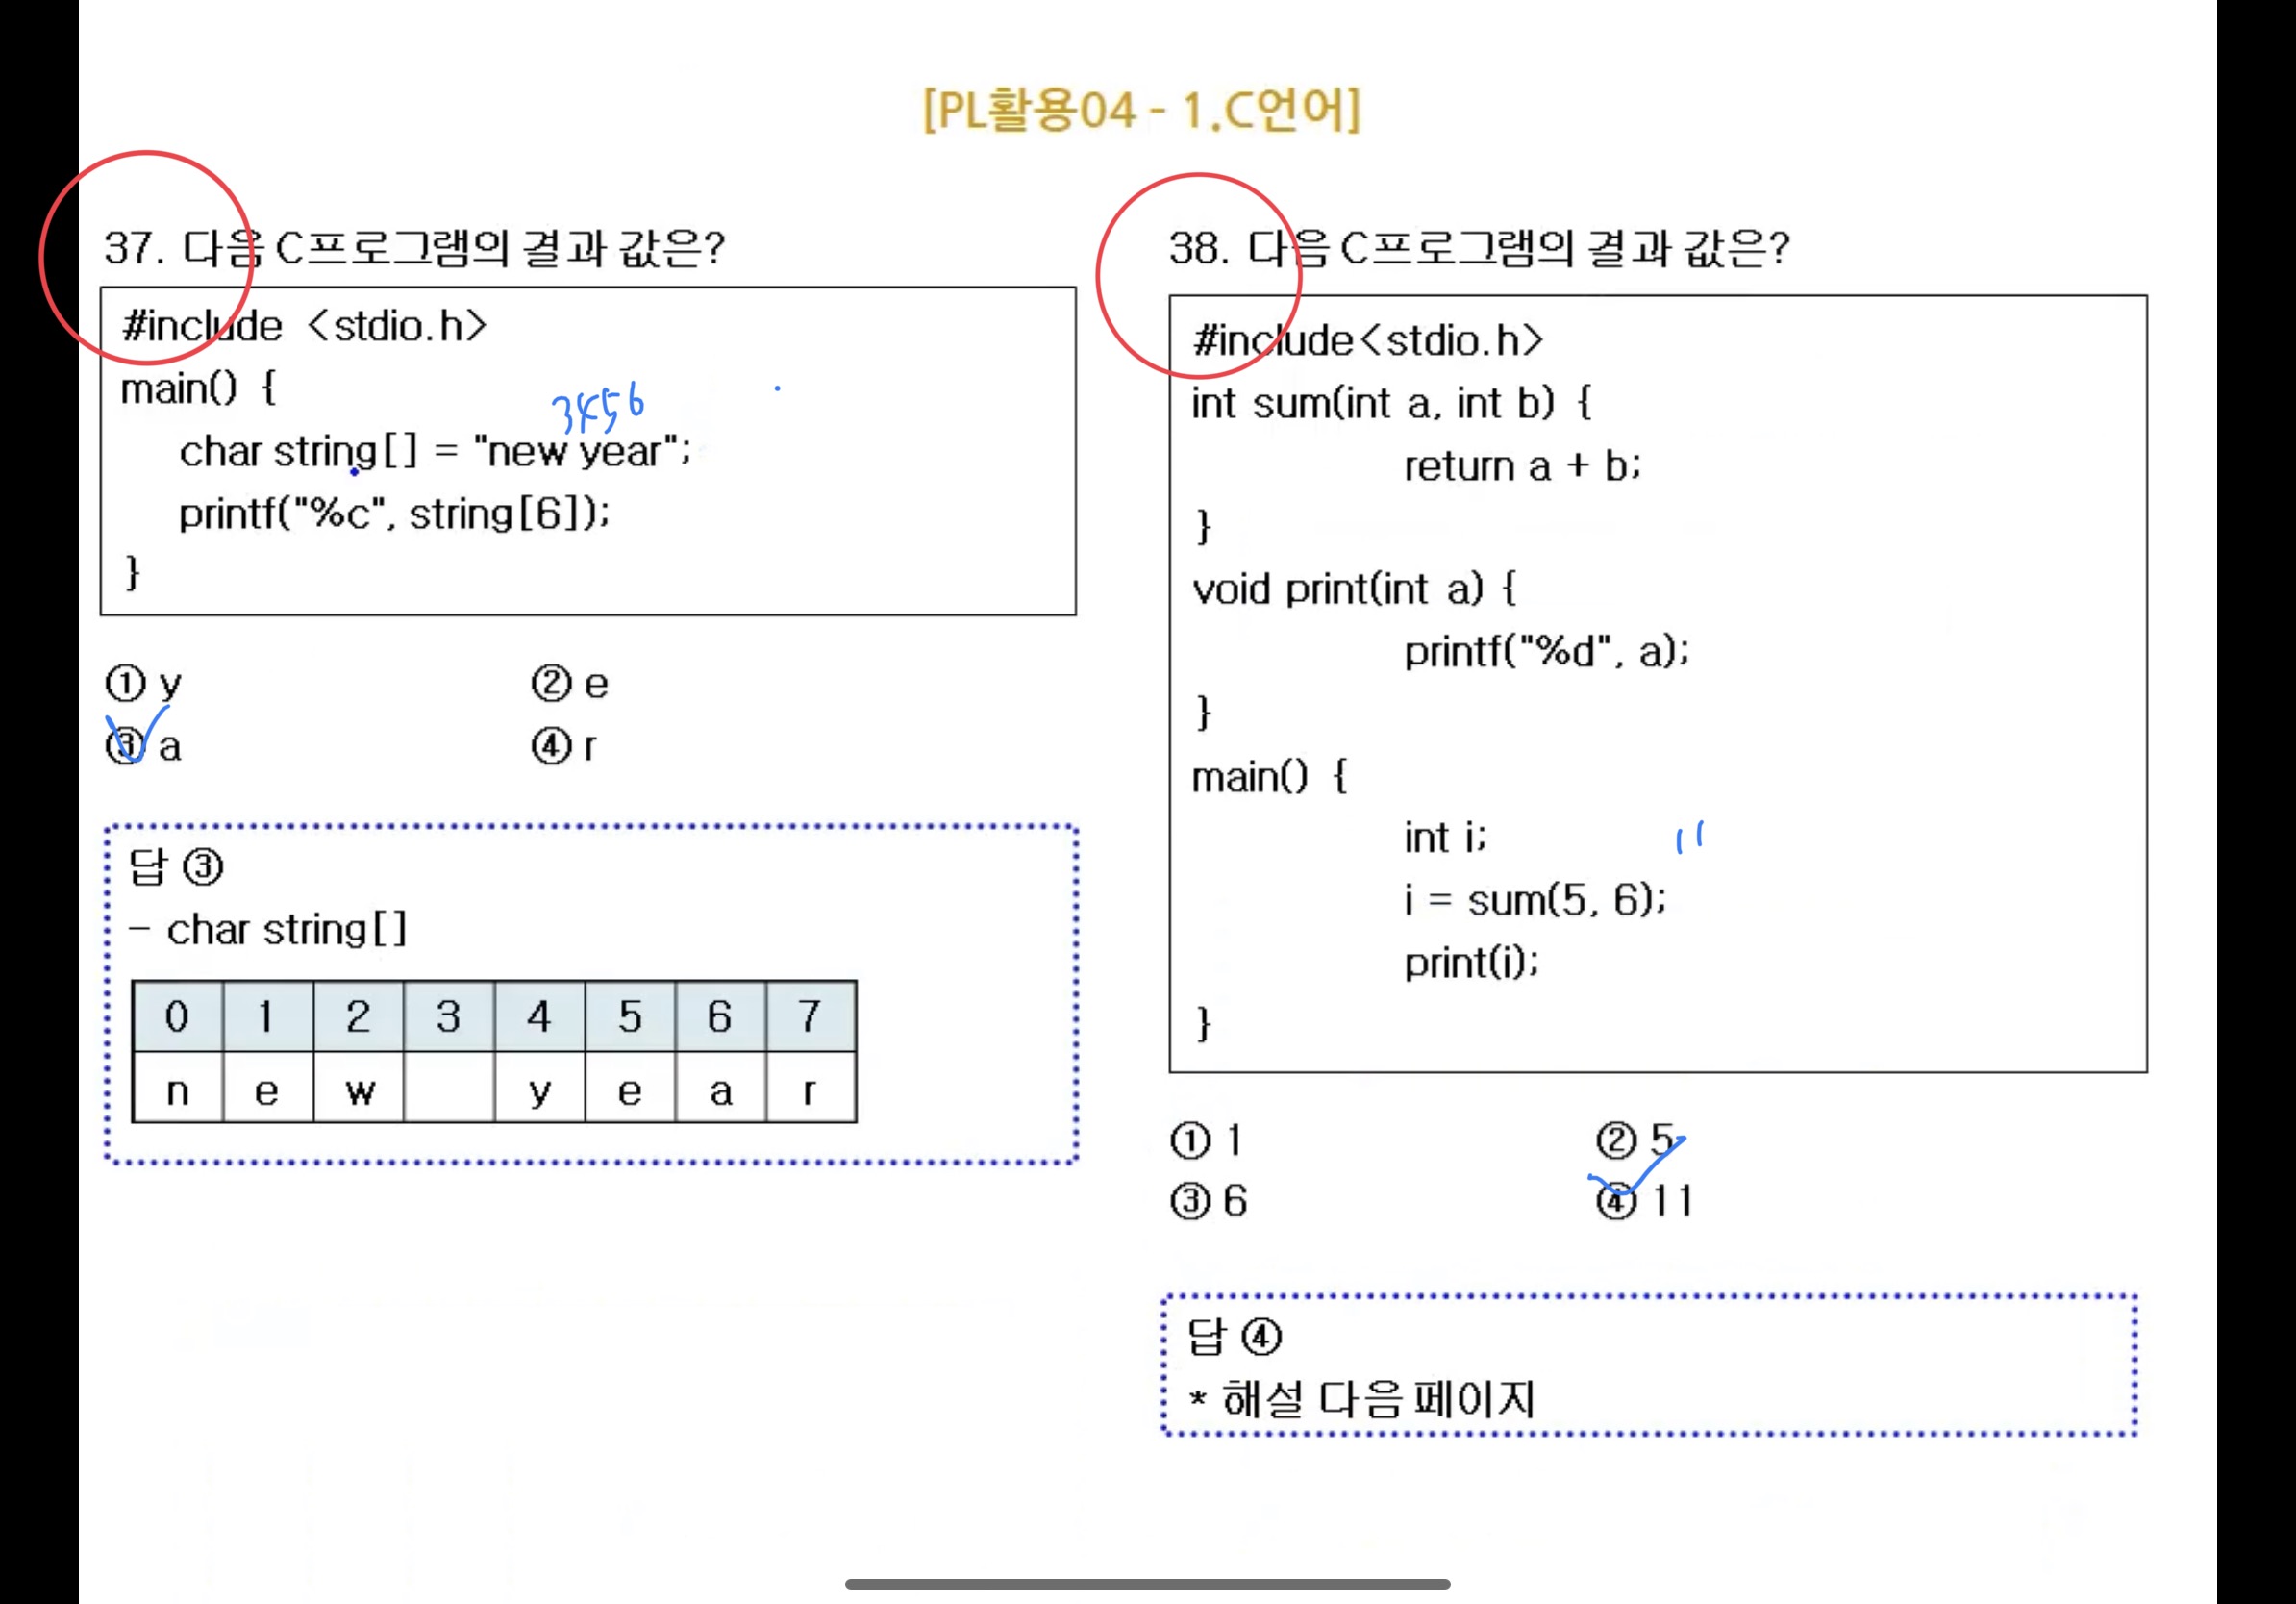 [PL활용04 - 1.C언어]
37. 다음 C프로그램의 결과 값은?
#include <stdio.h>
main() {
3456
char string[] = "new year";
printf("%c", string[6]);
}
① y
② e
③ a
④ r
답 ③
- char string[]
0 1 2 3 4 5 6 7
n e w y e a r
38. 다음 C프로그램의 결과 값은?
#include<stdio.h>
int sum(int a, int b) {
return a + b;
}
void print(int a) {
printf("%d", a);
}
main() {
int i;
11
i = sum(5, 6);
print(i);
}
① 1
② 5
③ 6
④ 11
답 ④
* 해설 다음 페이지